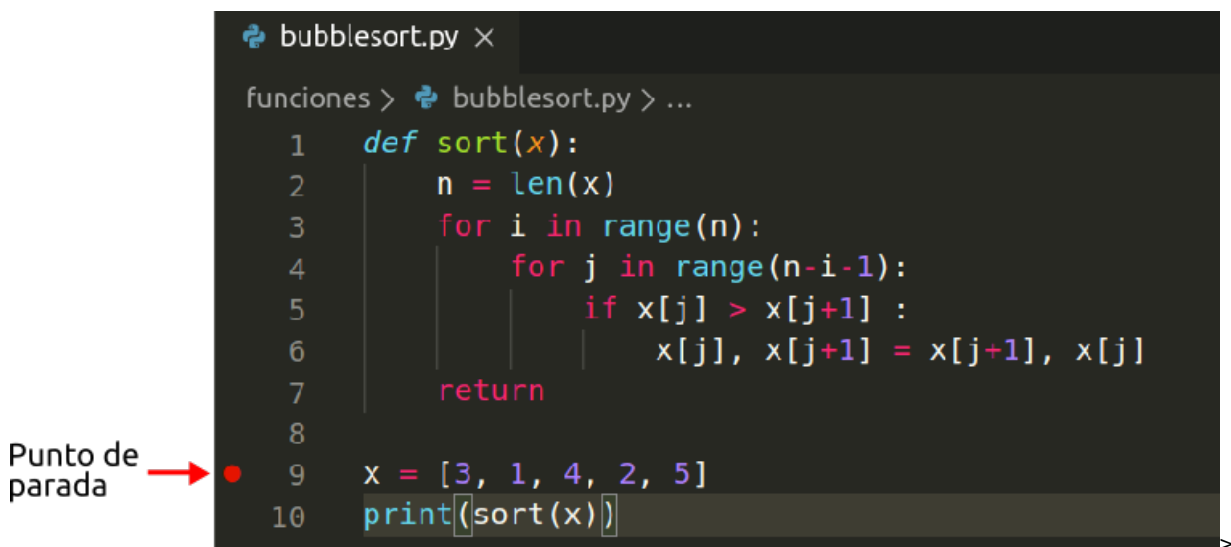 bubblesort.py ×
funciones > bubblesort.py > ...
1 def sort(x):
2     n = len(x)
3     for i in range(n):
4         for j in range(n-i-1):
5             if x[j] > x[j+1] :
6                 x[j], x[j+1] = x[j+1], x[j]
7     return
8
Punto de
parada
9 x = [3, 1, 4, 2, 5]
10 print(sort(x))
>